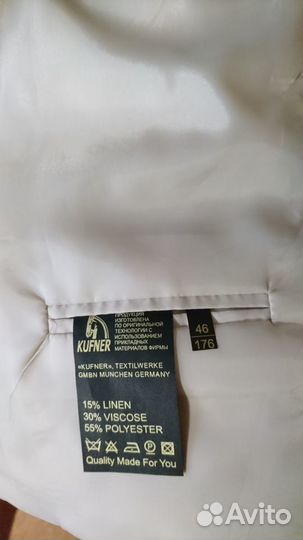 ПРОДУКЦИЯ
ИЗГОТОВЛЕНА
ПО ОРИГИНАЛЬНОЙ
ТЕХНОЛОГИИ С
ИСПОЛЬЗОВАНИЕМ
ПРИКЛАДНЫХ
МАТЕРИАЛОВ ФИРМЫ
KUFNER
46
176
«KUFNER», TEXTILWERKE
GMBN MUNCHEN GERMANY
15% LINEN
30% VISCOSE
55% POLYESTER
Quality Made For You
Avito